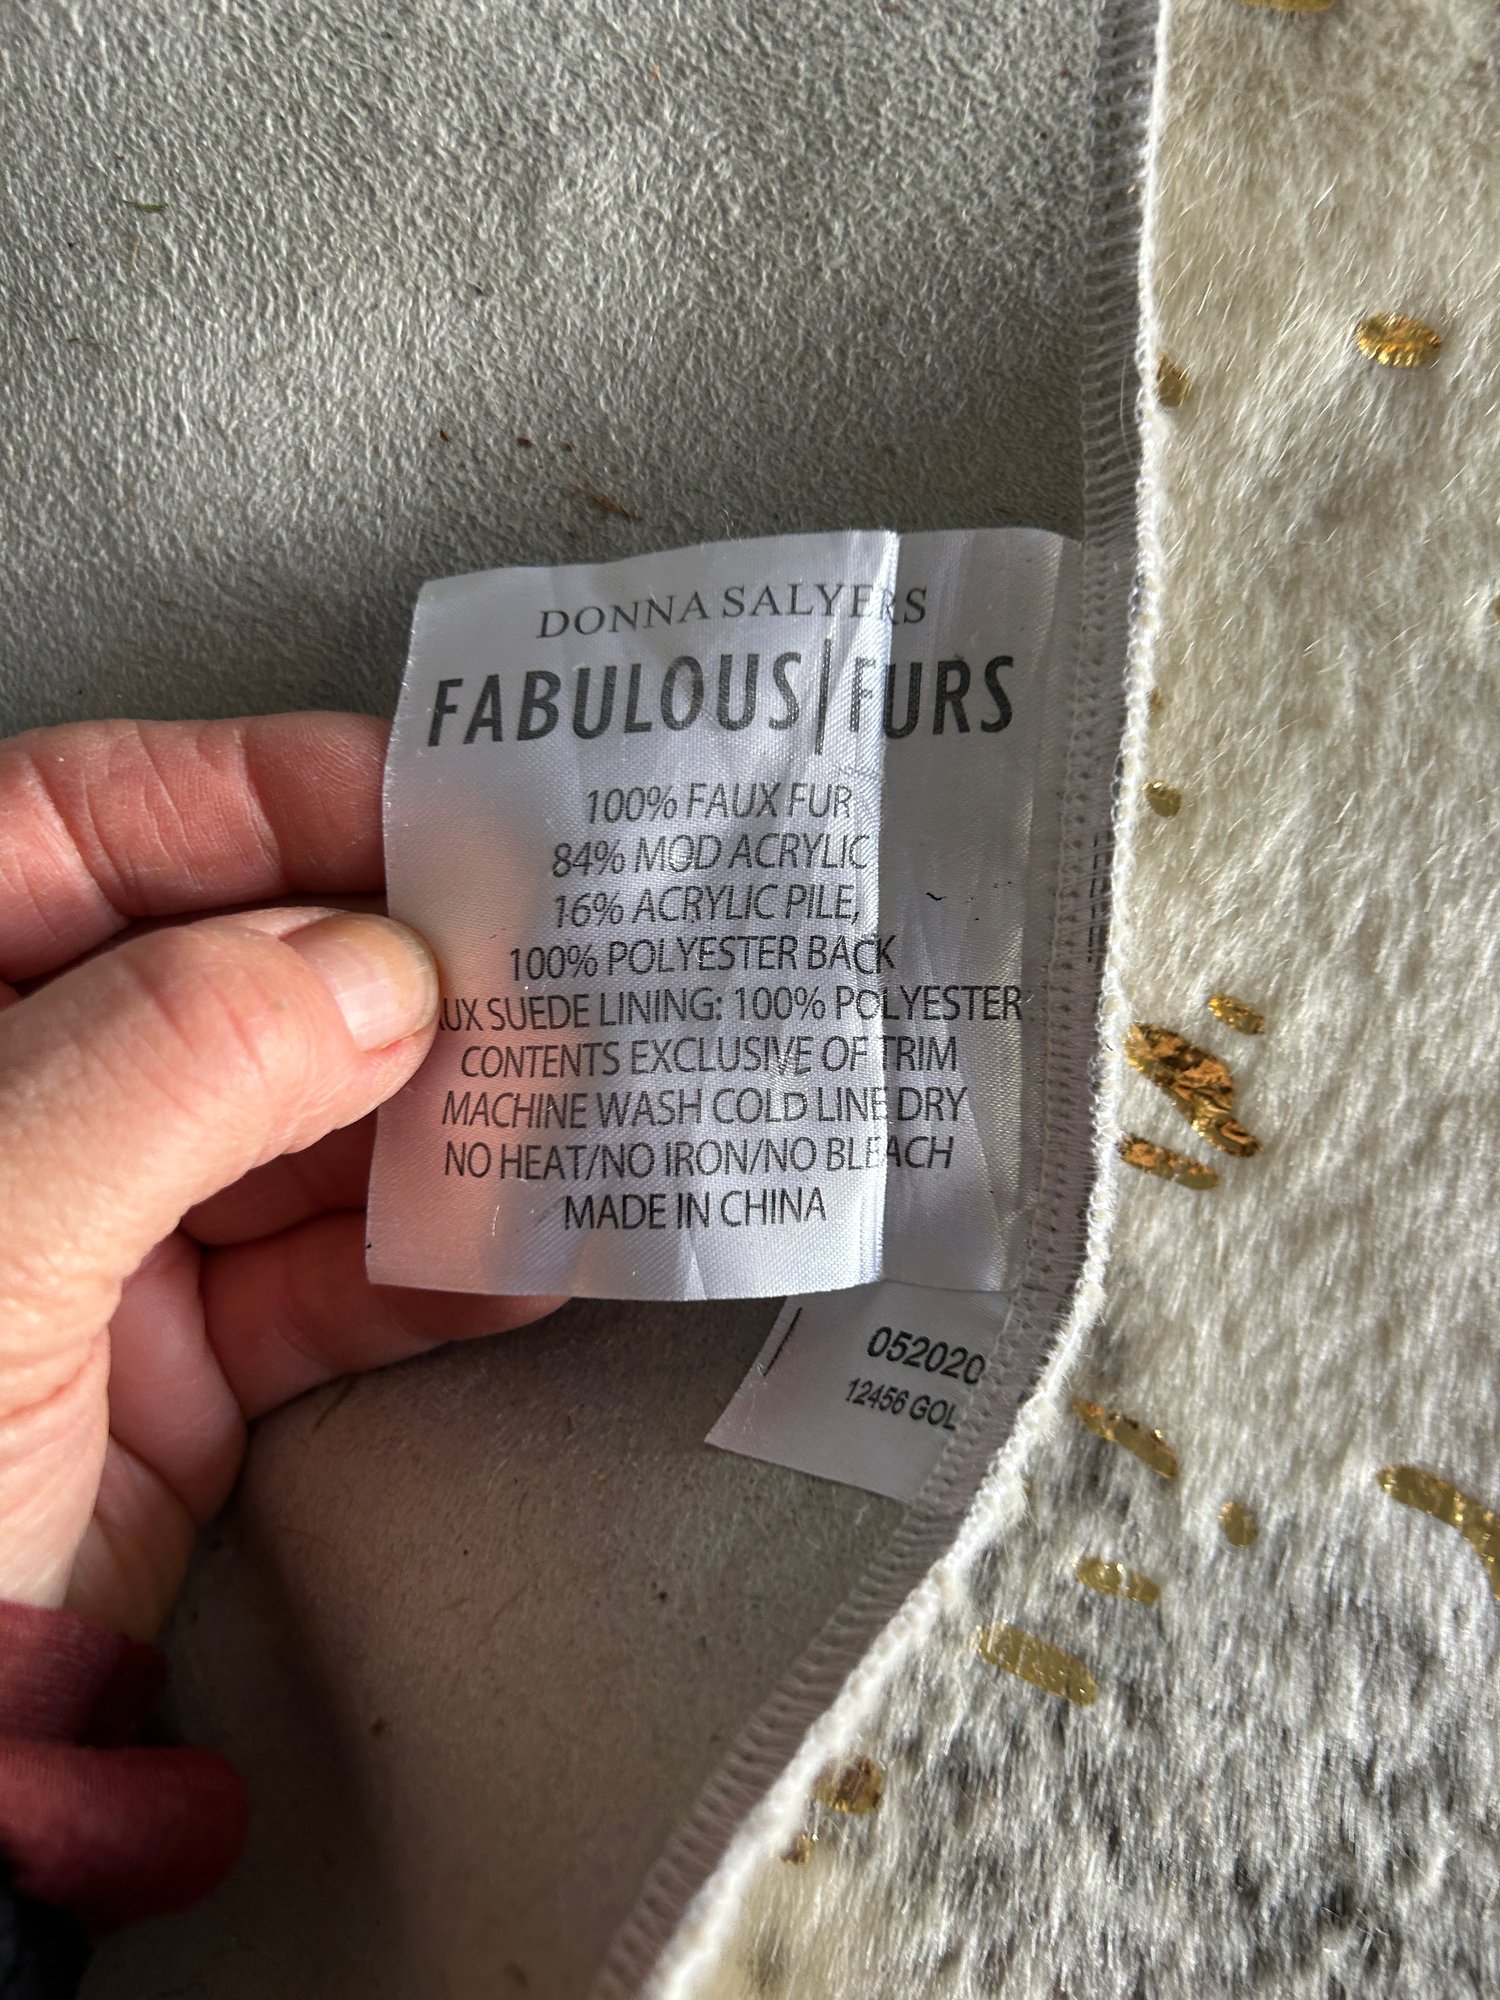 DONNA SALYERS
FABULOUS|FURS
100% FAUX FUR
84% MOD ACRYLIC
16% ACRYLIC PILE,
100% POLYESTER BACK
SUEDE LINING: 100% POLYESTER
CONTENTS EXCLUSIVE OF TRIM
MACHINE WASH COLD LINE DRY
NO HEAT/NO IRON/NO BLEACH
MADE IN CHINA
052020
12456 GOL